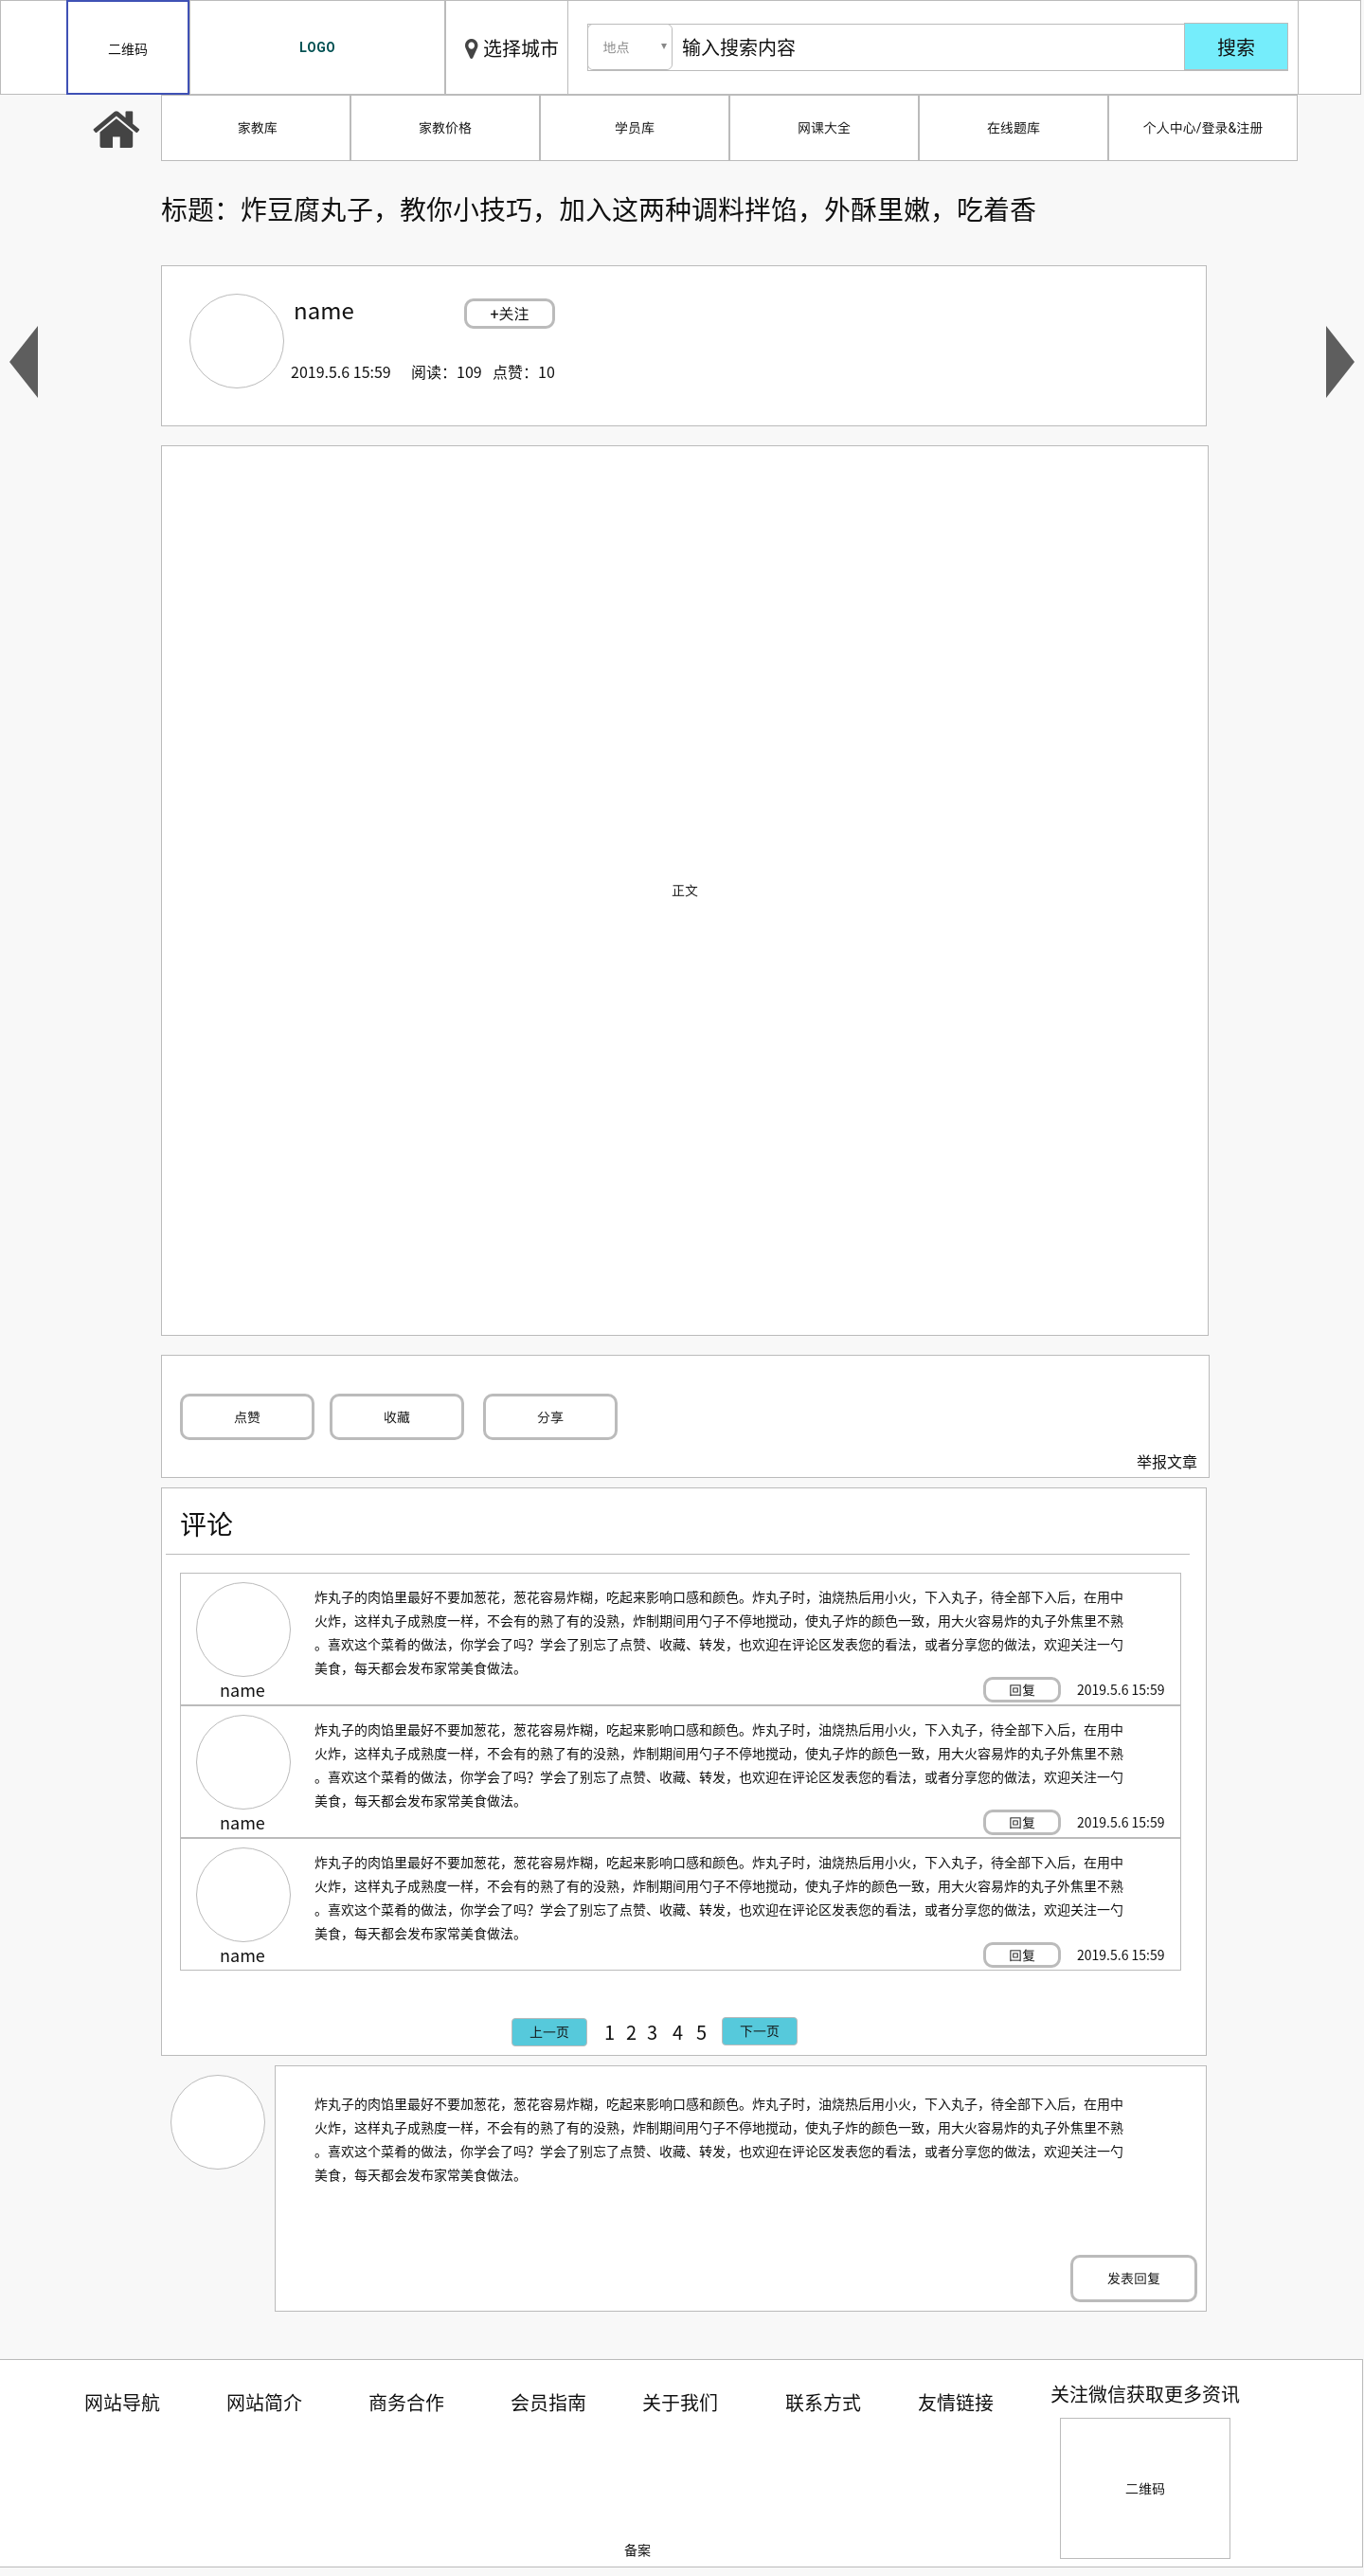 二维码
LOGO
选择城市
地点
输入搜索内容
搜索
家教库
家教价格
学员库
网课大全
在线题库
个人中心/登录&注册
标题：炸豆腐丸子，教你小技巧，加入这两种调料拌馅，外酥里嫩，吃着香
name
+关注
2019.5.6 15:59 阅读：109 点赞：10
正文
点赞
收藏
分享
举报文章
评论
炸丸子的肉馅里最好不要加葱花，葱花容易炸糊，吃起来影响口感和颜色。炸丸子时，油烧热后用小火，下入丸子，待全部下入后，在用中
火炸，这样丸子成熟度一样，不会有的熟了有的没熟，炸制期间用勺子不停地搅动，使丸子炸的颜色一致，用大火容易炸的丸子外焦里不熟
。喜欢这个菜肴的做法，你学会了吗？学会了别忘了点赞、收藏、转发，也欢迎在评论区发表您的看法，或者分享您的做法，欢迎关注一勺
美食，每天都会发布家常美食做法。
name
回复
2019.5.6 15:59
炸丸子的肉馅里最好不要加葱花，葱花容易炸糊，吃起来影响口感和颜色。炸丸子时，油烧热后用小火，下入丸子，待全部下入后，在用中
火炸，这样丸子成熟度一样，不会有的熟了有的没熟，炸制期间用勺子不停地搅动，使丸子炸的颜色一致，用大火容易炸的丸子外焦里不熟
。喜欢这个菜肴的做法，你学会了吗？学会了别忘了点赞、收藏、转发，也欢迎在评论区发表您的看法，或者分享您的做法，欢迎关注一勺
美食，每天都会发布家常美食做法。
name
回复
2019.5.6 15:59
炸丸子的肉馅里最好不要加葱花，葱花容易炸糊，吃起来影响口感和颜色。炸丸子时，油烧热后用小火，下入丸子，待全部下入后，在用中
火炸，这样丸子成熟度一样，不会有的熟了有的没熟，炸制期间用勺子不停地搅动，使丸子炸的颜色一致，用大火容易炸的丸子外焦里不熟
。喜欢这个菜肴的做法，你学会了吗？学会了别忘了点赞、收藏、转发，也欢迎在评论区发表您的看法，或者分享您的做法，欢迎关注一勺
美食，每天都会发布家常美食做法。
name
回复
2019.5.6 15:59
上一页 1 2 3 4 5 下一页
炸丸子的肉馅里最好不要加葱花，葱花容易炸糊，吃起来影响口感和颜色。炸丸子时，油烧热后用小火，下入丸子，待全部下入后，在用中
火炸，这样丸子成熟度一样，不会有的熟了有的没熟，炸制期间用勺子不停地搅动，使丸子炸的颜色一致，用大火容易炸的丸子外焦里不熟
。喜欢这个菜肴的做法，你学会了吗？学会了别忘了点赞、收藏、转发，也欢迎在评论区发表您的看法，或者分享您的做法，欢迎关注一勺
美食，每天都会发布家常美食做法。
发表回复
网站导航
网站简介
商务合作
会员指南
关于我们
联系方式
友情链接
关注微信获取更多资讯
二维码
备案